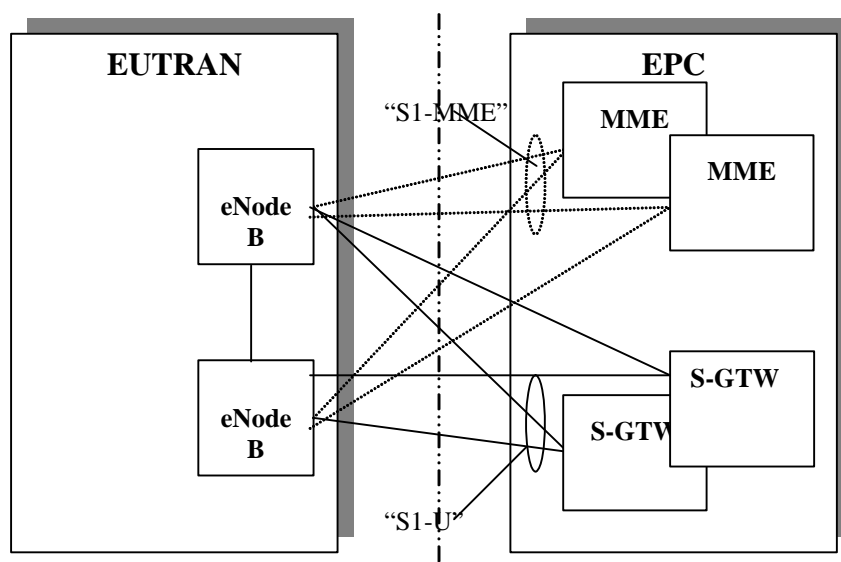 EUTRAN
EPC
“S1-MME”
MME
MME
eNode
B
S-GTW
eNode
B
S-GTW
“S1-U”